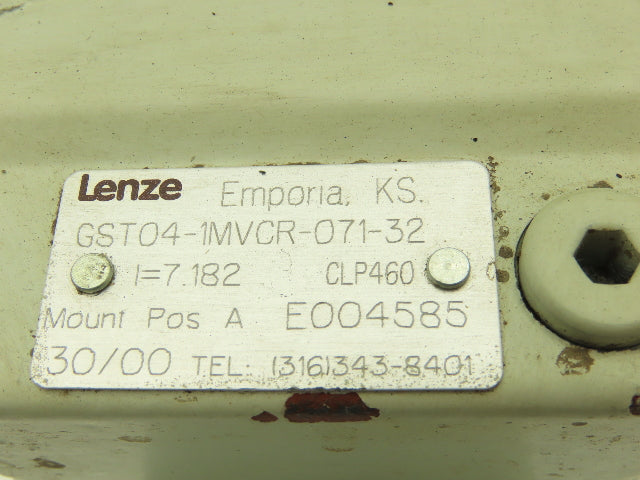 Lenze Emporia, KS.
GST04-1MVCR-071-32
I=7.182 CLP460
Mount Pos A E004585
30/00 TEL: (316)343-8401